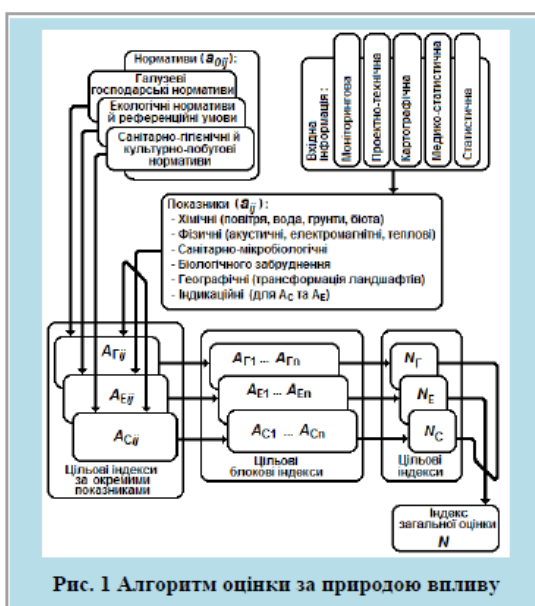 Нормативи (a0ij):
Галузеві
господарські нормативи
Екологічні нормативи
й референційні умови
Санітарно-гігієнічні й
культурно-побутові
нормативи
Вхідна
інформація :
Моніторингова
Проектно-технічна
Картографічна
Медико-статистична
Статистична
Показники (aij):
- Хімічні (повітря, вода, грунти, біота)
- Фізичні (акустичні, електромагнітні, теплові)
- Санітарно-мікробіологічні
- Біологічного забруднення
- Географічні (трансформація ландшафтів)
- Індикаційні (для AС та AЕ)
AГij
AЕij
AСij
Цільові індекси
за окремими
показниками
AГ1 ... AГn
AЕ1 ... AЕn
AС1 ... AСn
Цільові
блокові індекси
NГ
NЕ
NС
Цільові
індекси
Індекс
загальної оцінки
N
Рис. 1 Алгоритм оцінки за природою впливу